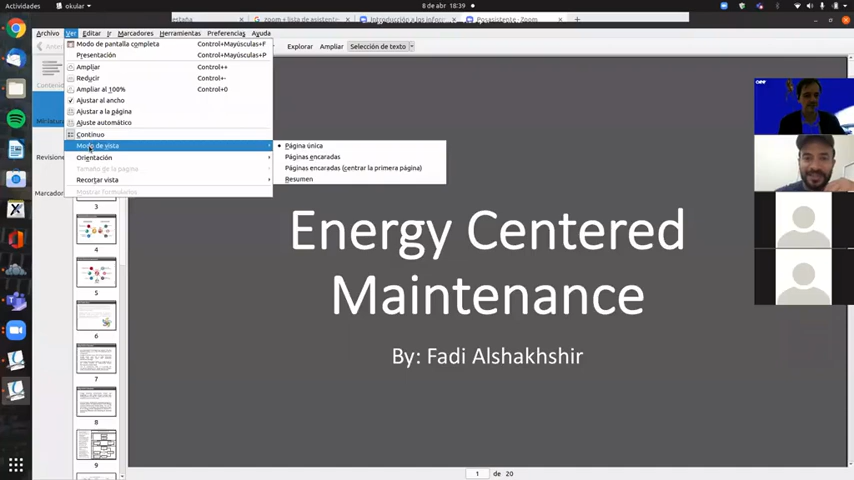 Actividades
okular
8 de abr 18:39
zoom + lista de asistente
Introducción a los infor
Posasistente - Zoom
Archivo Ver Editar Ir Marcadores Herramientas Preferencias Ayuda
Explorar Ampliar Selección de texto
Modo de pantalla completa Control+Mayúsculas+F
Presentación Control+Mayúsculas+P
Ampliar Control++
Reducir Control+-
Ampliar al 100% Control+0
Ajustar al ancho
Ajustar a la página
Ajuste automático
Continuo
Modo de vista
Orientación
Tamaño de la página
Recortar vista
Mostrar formularios
Página única
Páginas encaradas
Páginas encaradas (centrar la primera página)
Resumen
3
4
5
6
7
8
9
Energy Centered
Maintenance
By: Fadi Alshakhshir
1 de 20